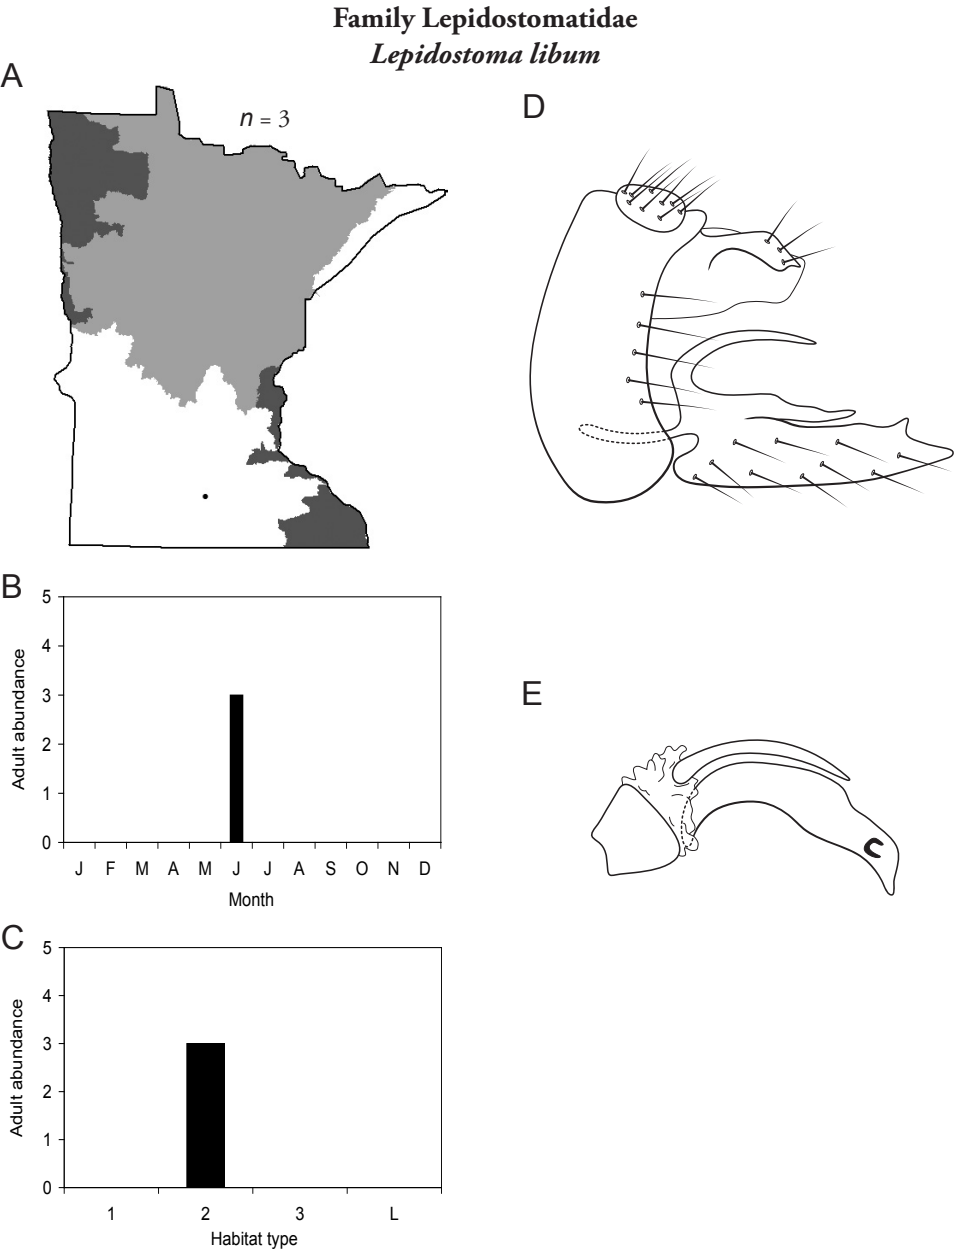 Family Lepidostomatidae
Lepidostoma libum
A
n = 3
D
B
5
4
3
2
1
0
Adult abundance
J F M A M J J A S O N D
Month
E
C
5
4
3
2
1
0
Adult abundance
1 2 3 L
Habitat type